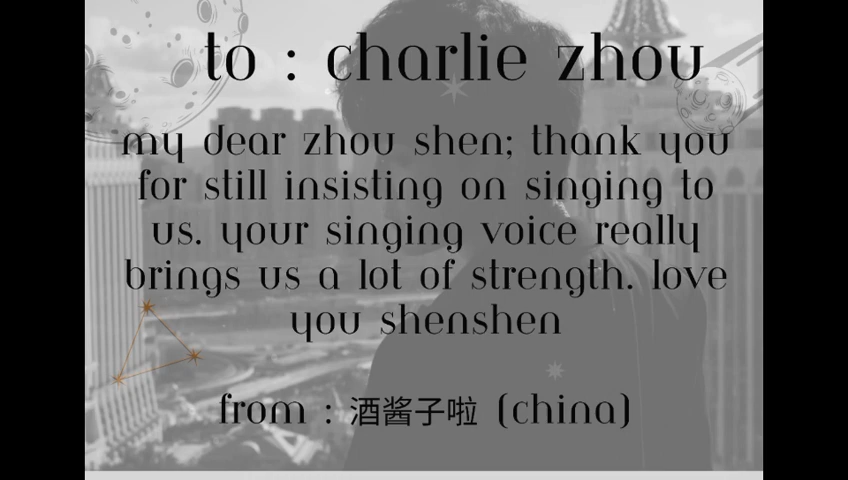 to : charlie zhou
my dear zhou shen; thank you
for still insisting on singing to
us. your singing voice really
brings us a lot of strength. love
you shenshen
from : 酒酱子啦 (china)